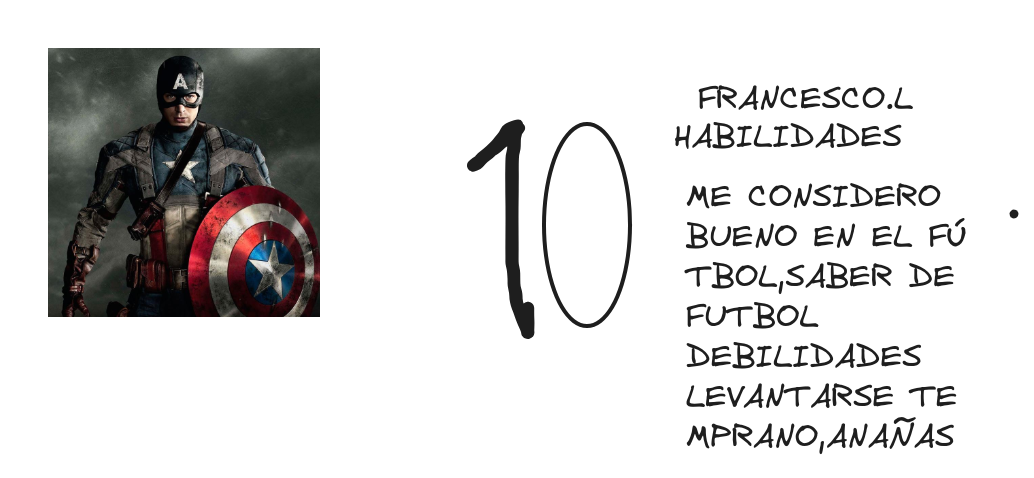 A
10
FRANCESCO.L
HABILIDADES
ME CONSIDERO
BUENO EN EL FÚ
TBOL,SABER DE
FUTBOL
DEBILIDADES
LEVANTARSE TE
MPRANO,ANAÑAS